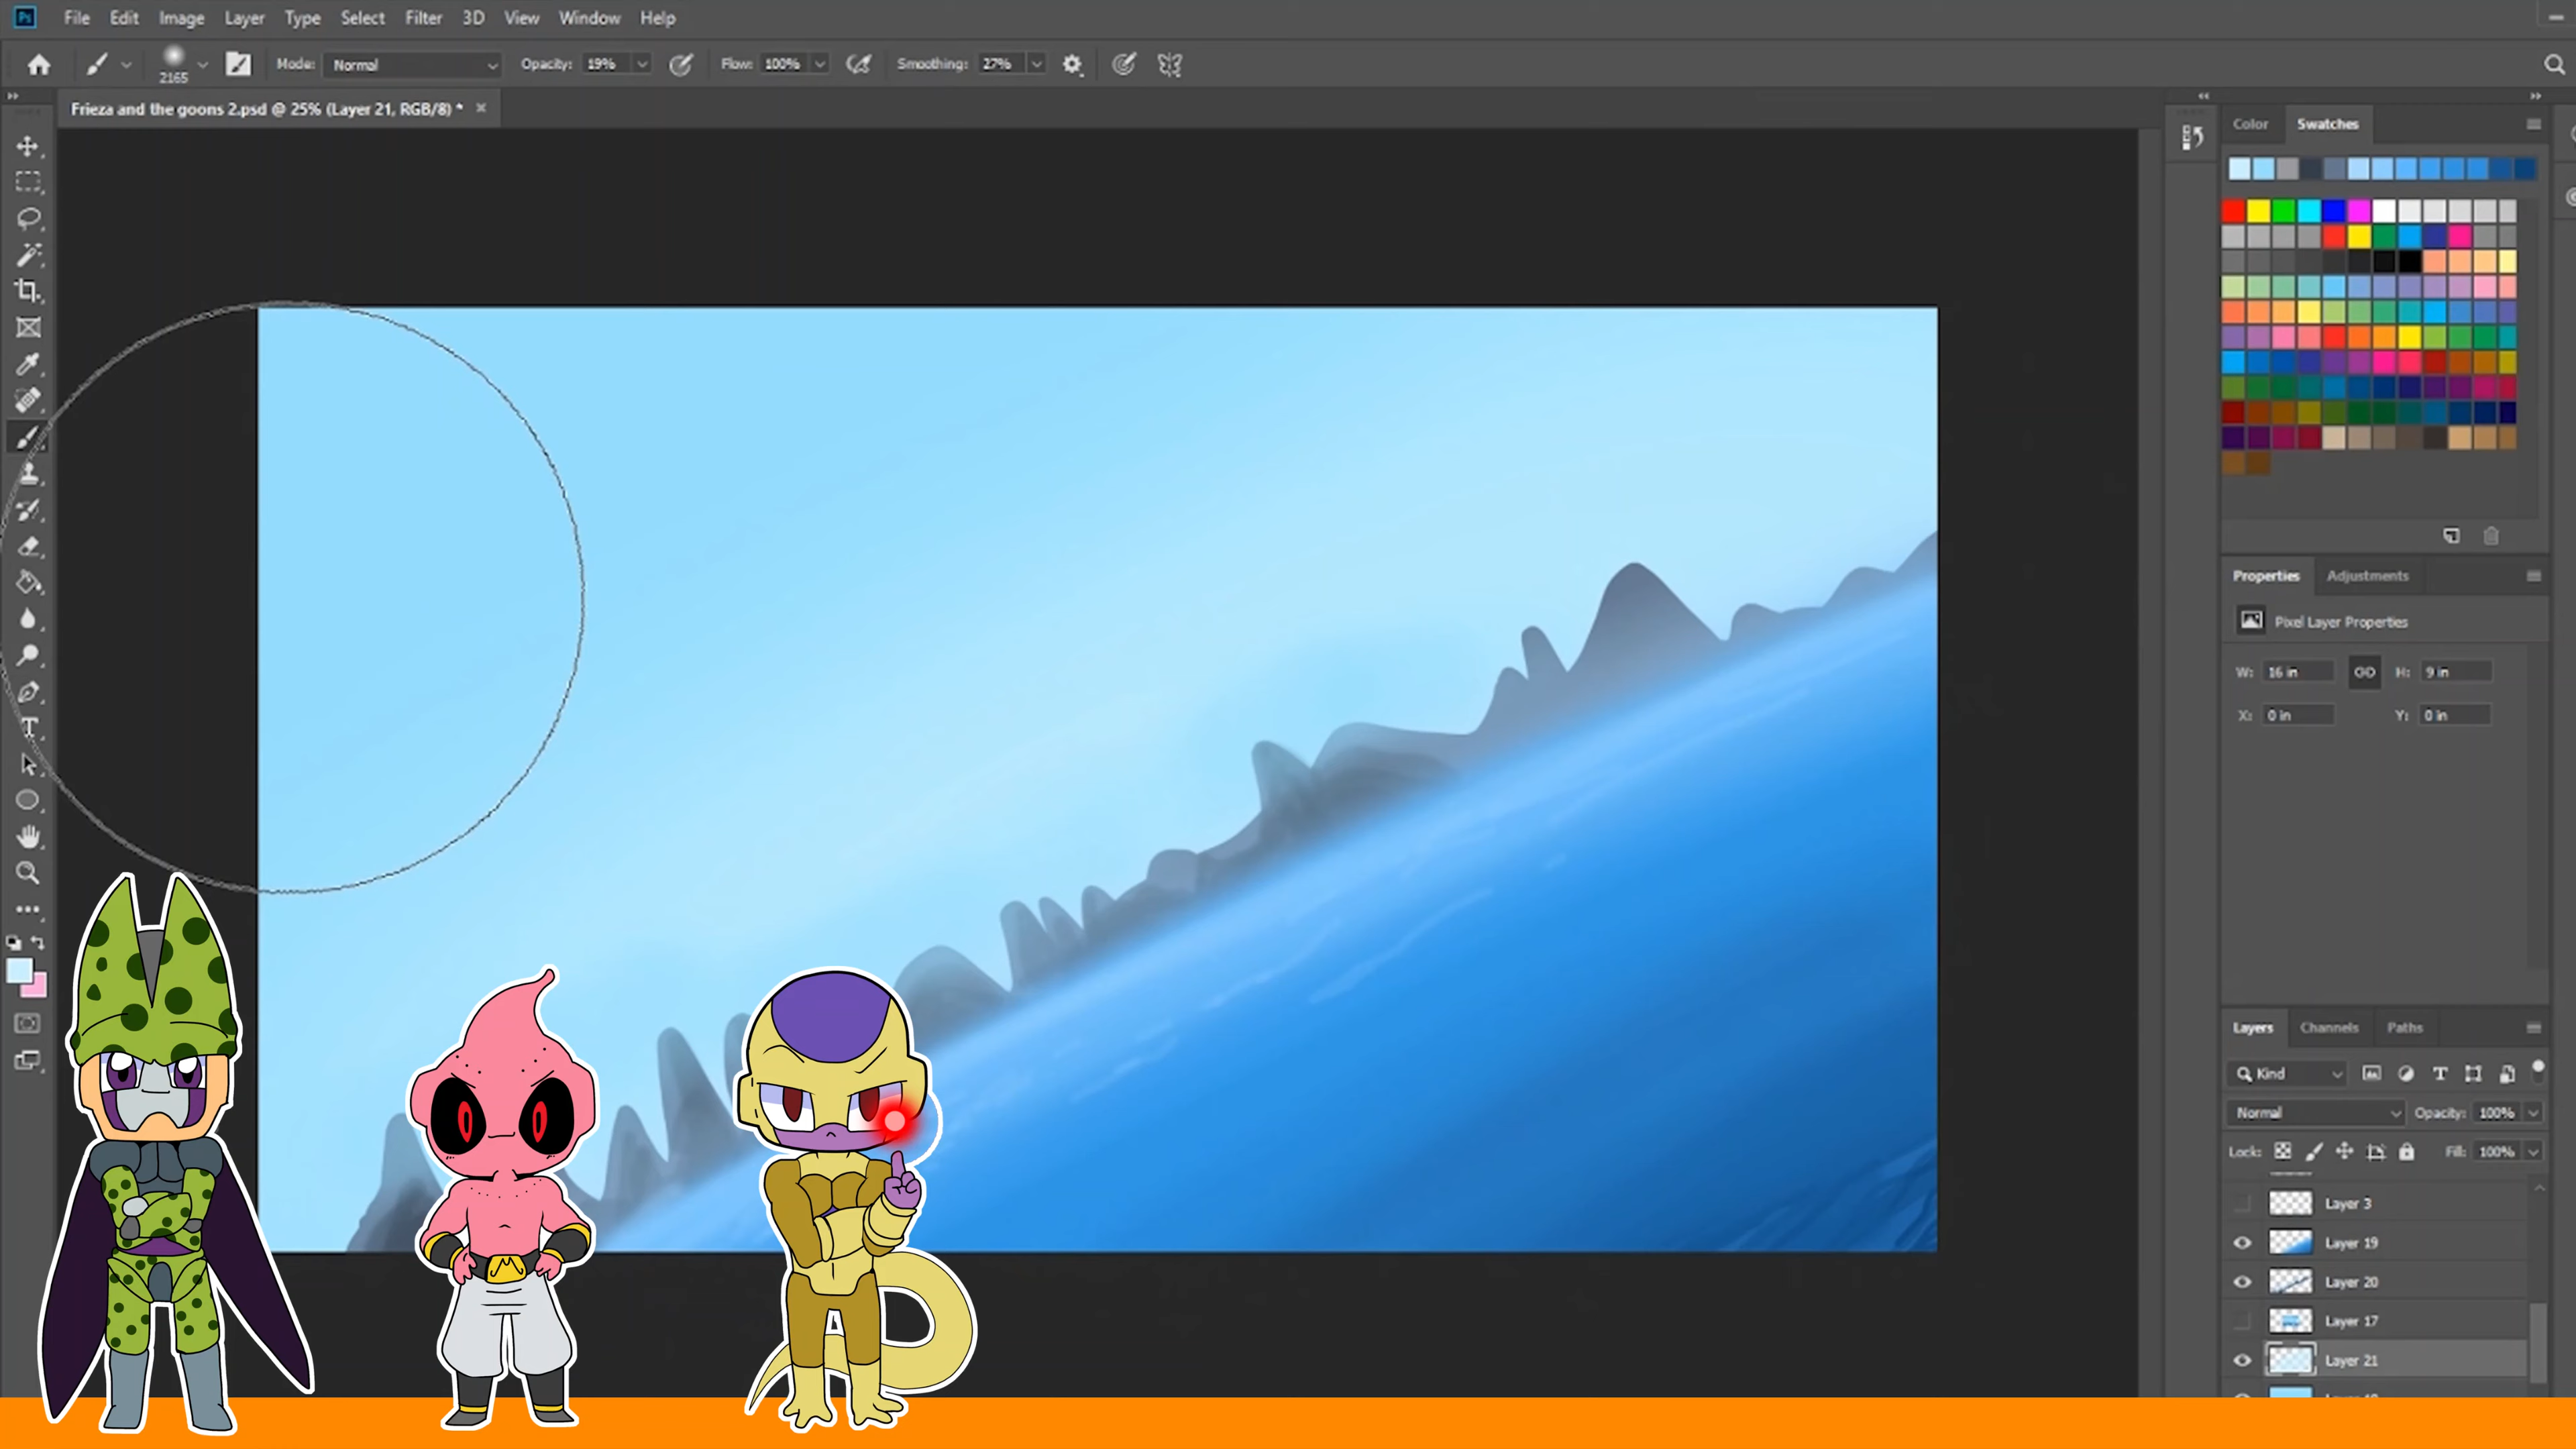 Ps File Edit Image Layer Type Select Filter 3D View Window Help
2165 Mode: Normal Opacity: 19% Flow: 100% Smoothing: 27%
Frieza and the goons 2.psd @ 25% (Layer 21, RGB/8) *
Color Swatches
Properties Adjustments
Pixel Layer Properties
W: 16 in H: 9 in
X: 0 in Y: 0 in
Layers Channels Paths
Kind
Normal Opacity: 100%
Lock: Fill: 100%
Layer 3
Layer 19
Layer 20
Layer 17
Layer 21